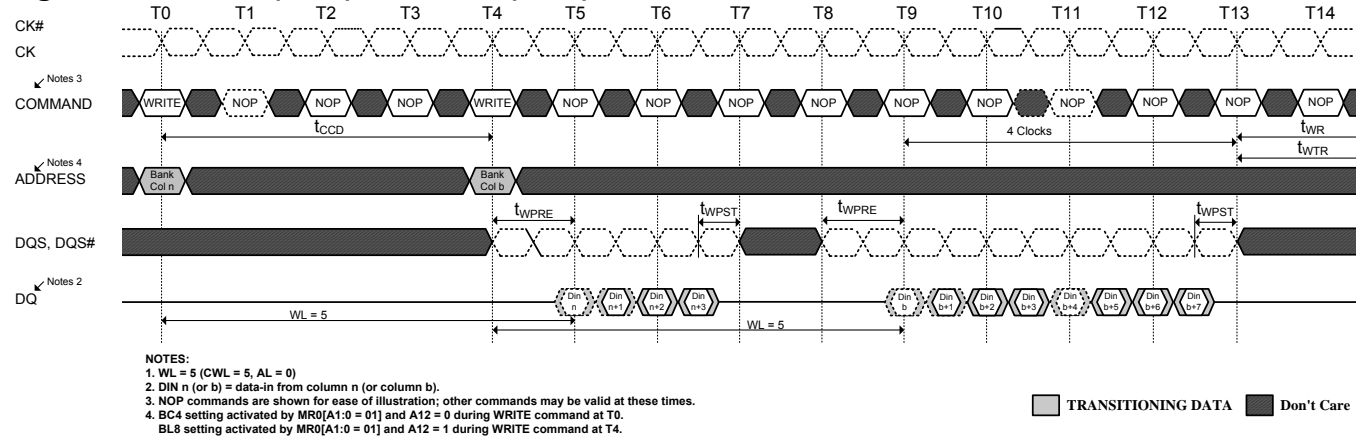 T0 T1 T2 T3 T4 T5 T6 T7 T8 T9 T10 T11 T12 T13 T14
CK#
CK
Notes 3
COMMAND WRITE NOP NOP NOP WRITE NOP NOP NOP NOP NOP NOP NOP NOP NOP NOP
tCCD 4 Clocks tWR
tWTR
Notes 4
ADDRESS Bank Col n Bank Col b
tWPRE tWPST tWPRE tWPST
DQS, DQS#
Notes 2
DQ Din n Din n+1 Din n+2 Din n+3 Din b Din b+1 Din b+2 Din b+3 Din b+4 Din b+5 Din b+6 Din b+7
WL = 5 WL = 5
NOTES:
1. WL = 5 (CWL = 5, AL = 0)
2. DIN n (or b) = data-in from column n (or column b).
3. NOP commands are shown for ease of illustration; other commands may be valid at these times.
4. BC4 setting activated by MR0[A1:0 = 01] and A12 = 0 during WRITE command at T0.
BL8 setting activated by MR0[A1:0 = 01] and A12 = 1 during WRITE command at T4.
TRANSITIONING DATA Don't Care